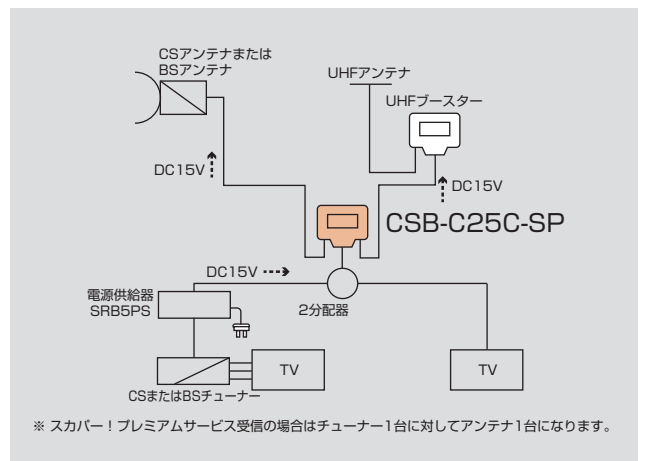 CSアンテナまたは
BSアンテナ
UHFアンテナ
UHFブースター
DC15V
DC15V
CSB-C25C-SP
DC15V
電源供給器
SRB5PS
2分配器
TV
TV
CSまたはBSチューナー
※ スカパー！プレミアムサービス受信の場合はチューナー1台に対してアンテナ1台になります。